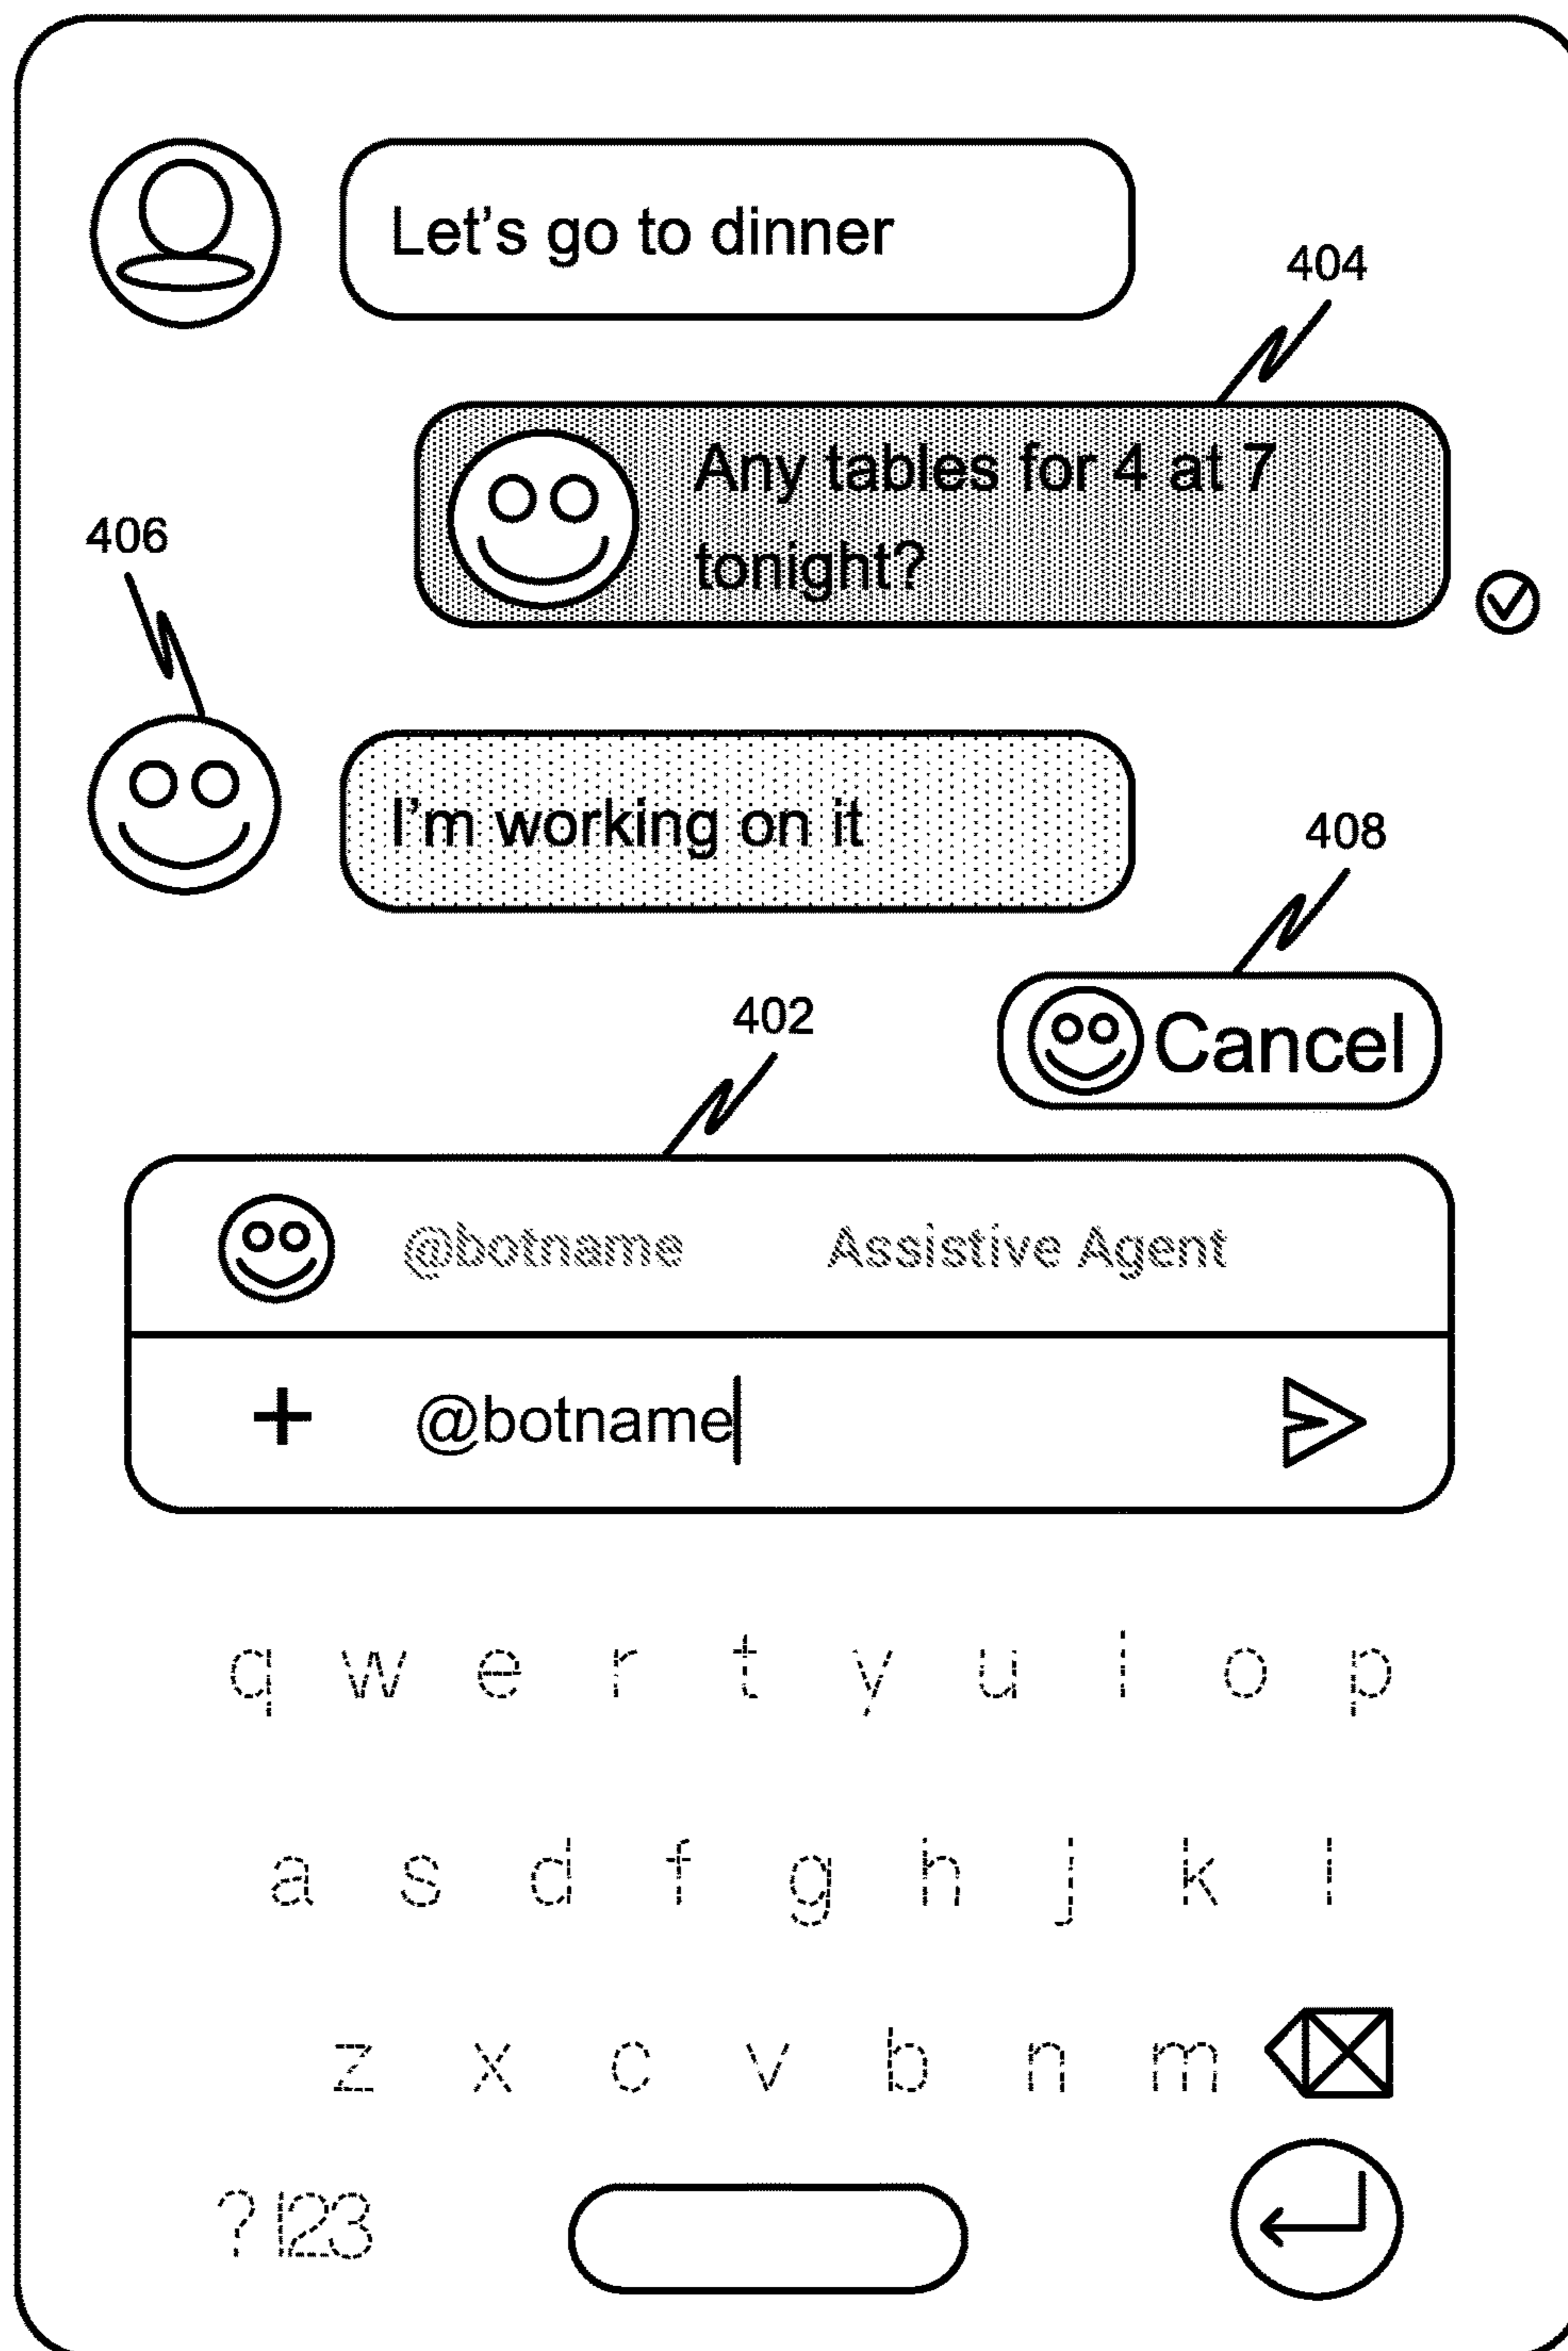 Let's go to dinner
404
Any tables for 4 at 7
tonight?
406
I'm working on it
408
Cancel
402
@botname Assistive Agent
+ @botname
q w e r t y u i o p
a s d f g h j k l
z x c v b n m
?123